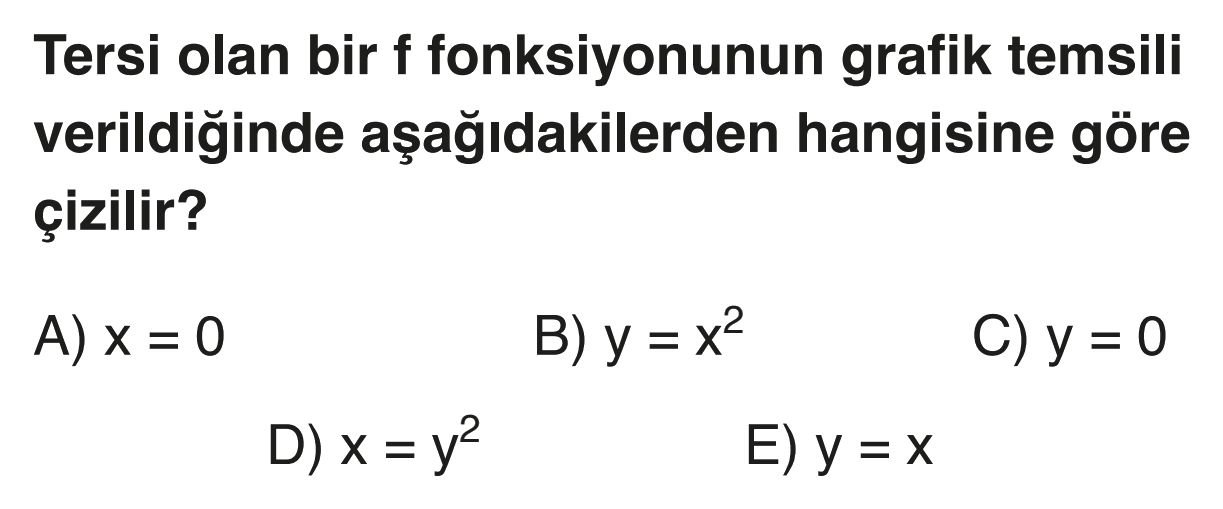 Tersi olan bir f fonksiyonunun grafik temsili
verildiğinde aşağıdakilerden hangisine göre
çizilir?
A) x = 0 B) y = x² C) y = 0
D) x = y² E) y = x